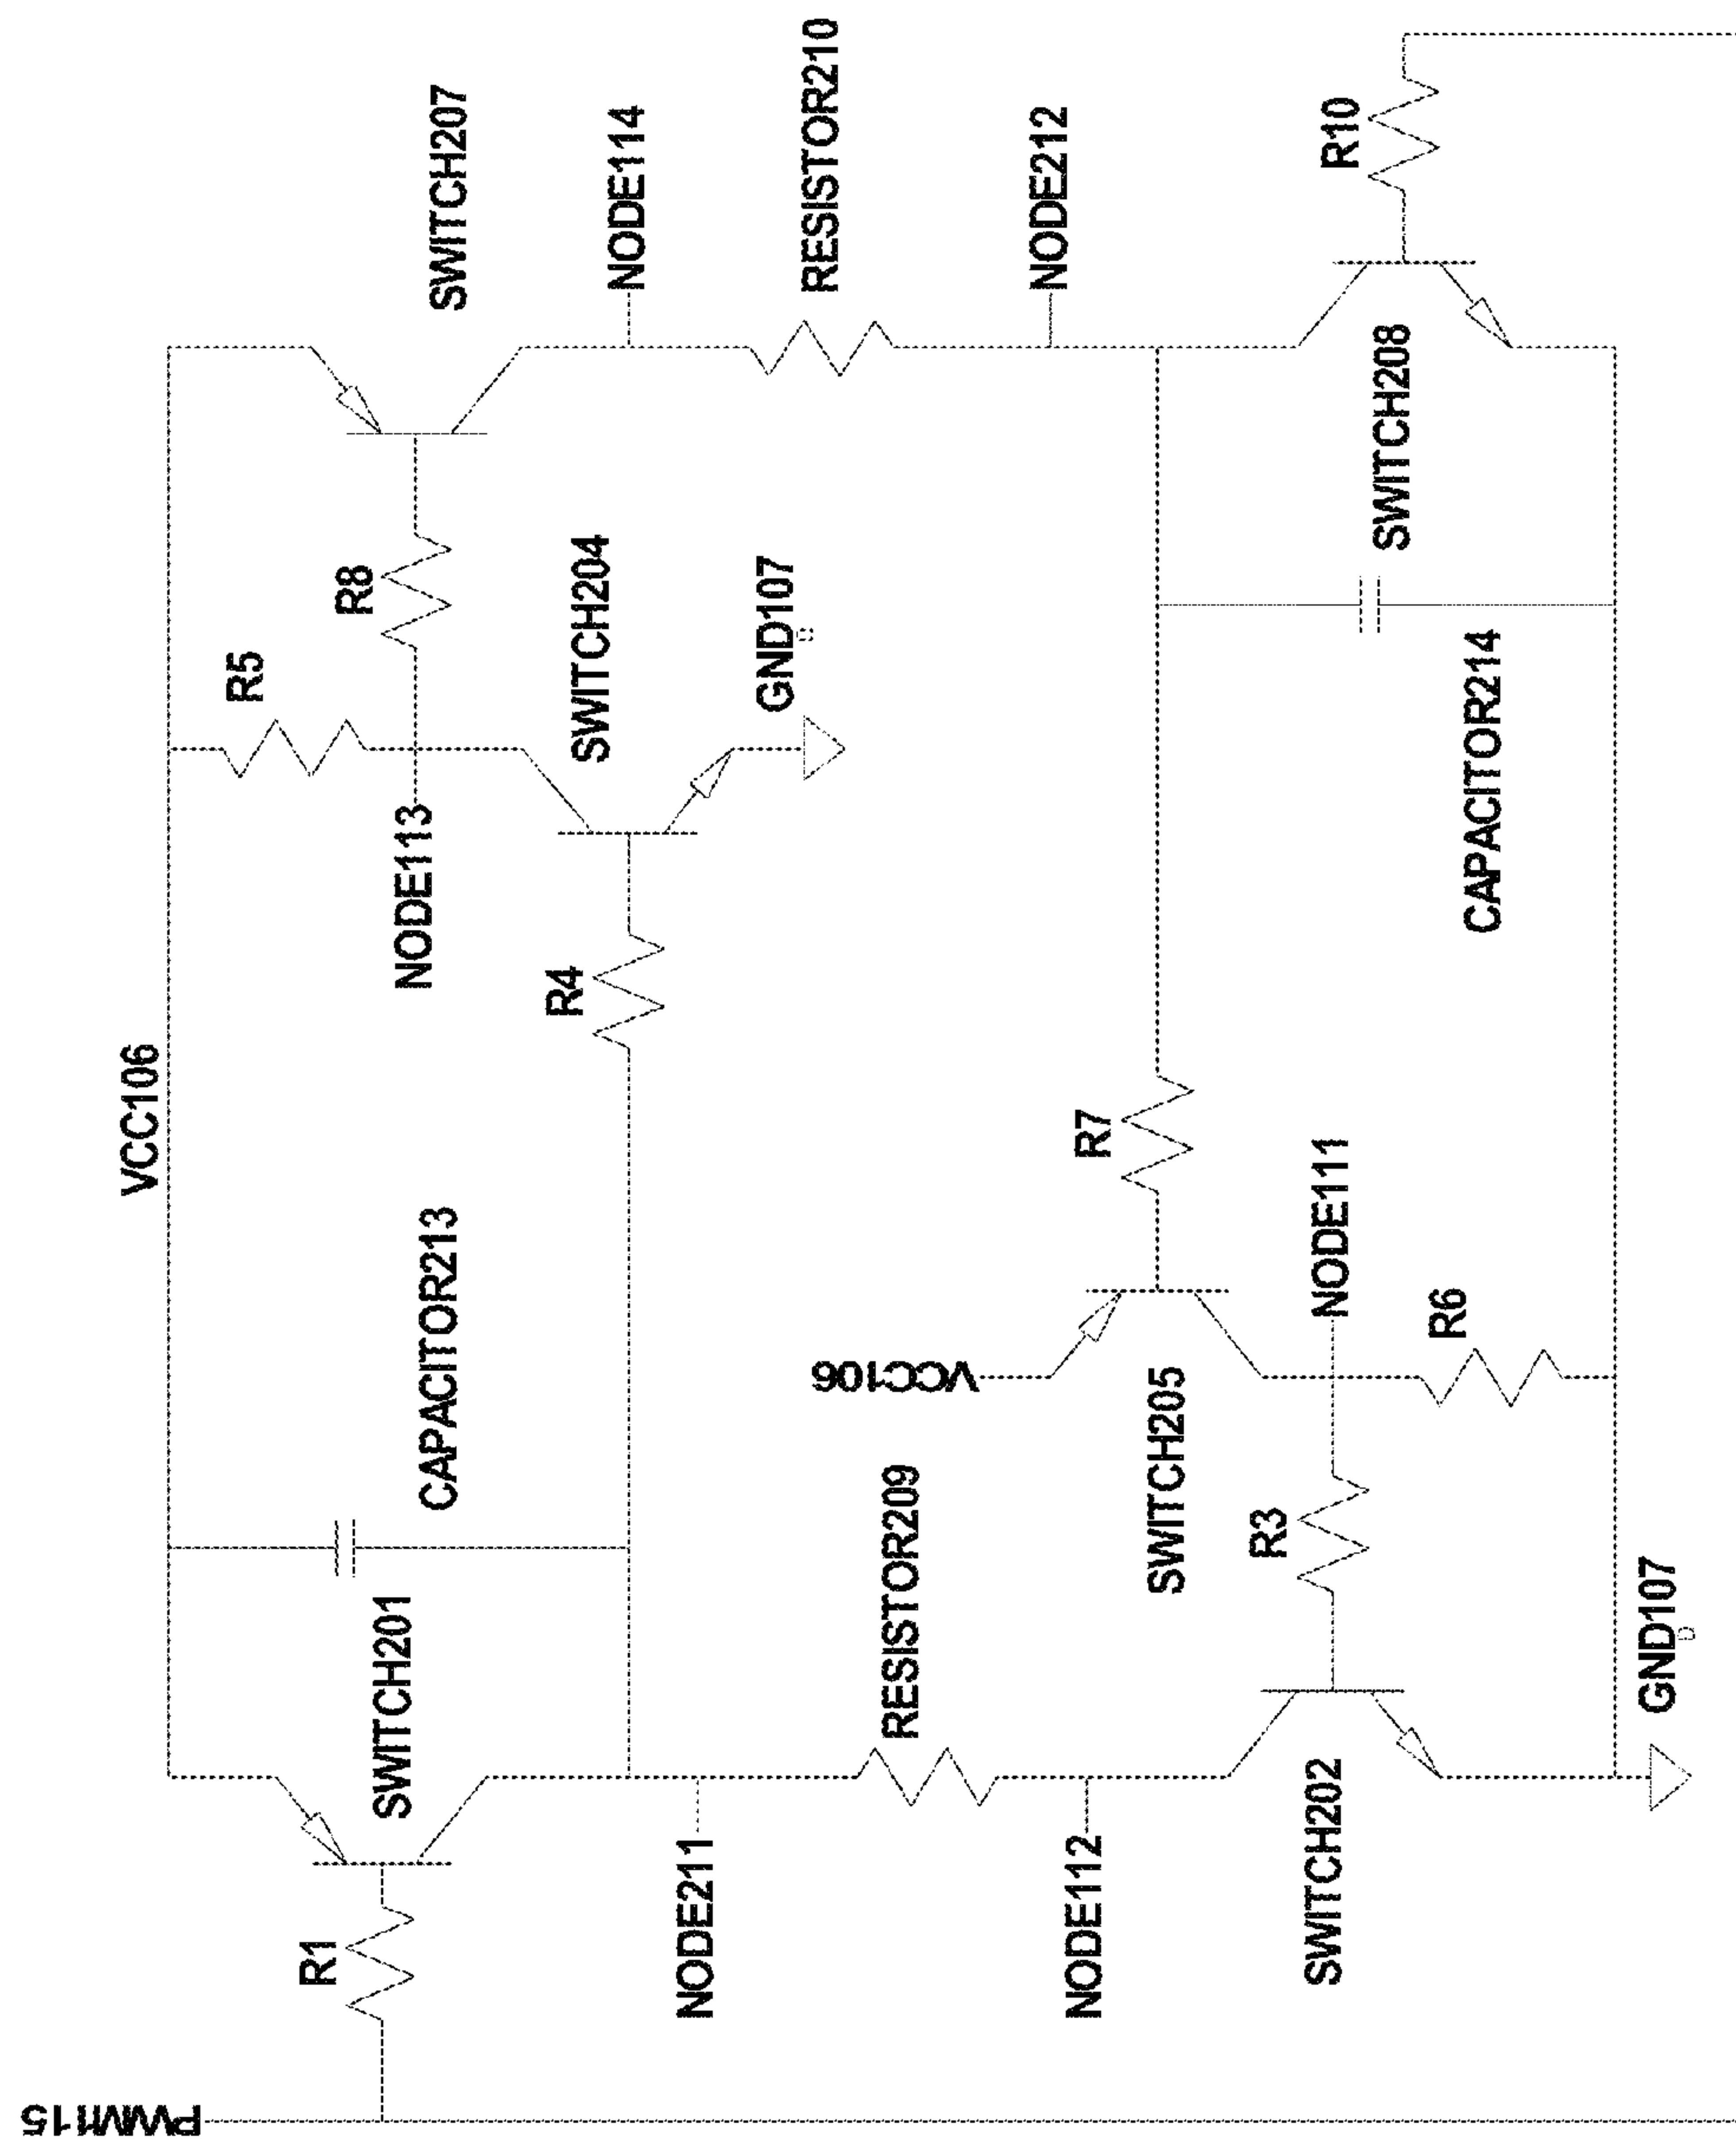 PWM115
R1
SWITCH201
CAPACITOR213
VCC106
NODE211
RESISTOR209
NODE112
SWITCH202
GND107
R3
SWITCH205
VCC106
NODE111
R6
R7
R4
NODE113
R5
R8
SWITCH204
GND107
SWITCH207
NODE114
RESISTOR210
NODE212
SWITCH208
CAPACITOR214
R10